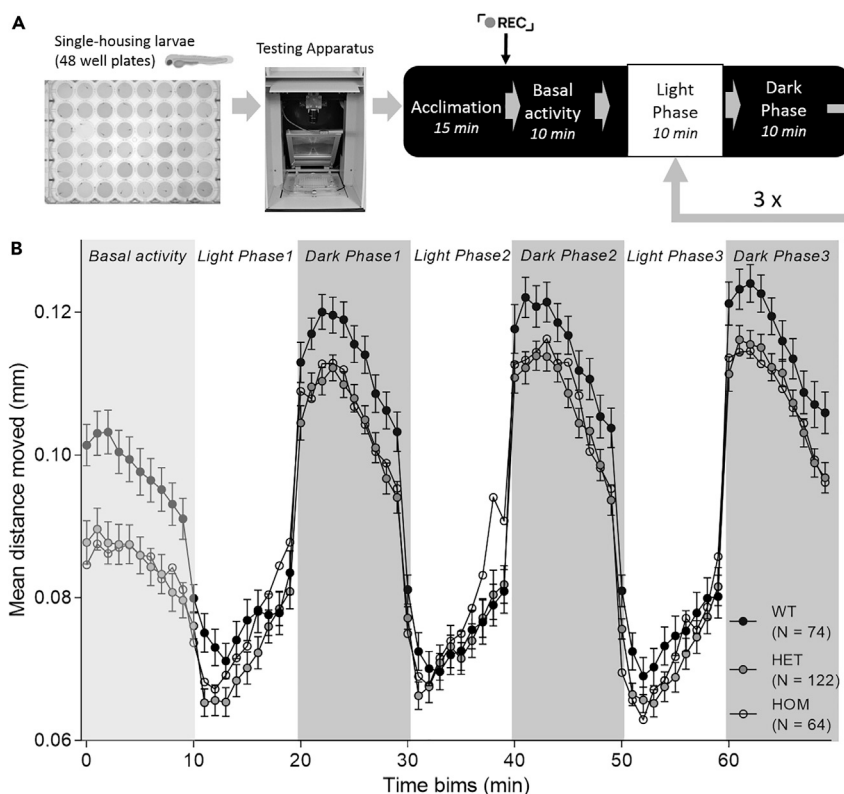 A
REC
Single-housing larvae
(48 well plates)
Testing Apparatus
Acclimation
15 min
Basal
activity
10 min
Light
Phase
10 min
Dark
Phase
10 min
3 x
B
Basal activity
Light Phase1
Dark Phase1
Light Phase2
Dark Phase2
Light Phase3
Dark Phase3
Mean distance moved (mm)
0.12
0.10
0.08
0.06
WT
(N = 74)
HET
(N = 122)
HOM
(N = 64)
0
10
20
30
40
50
60
Time bims (min)